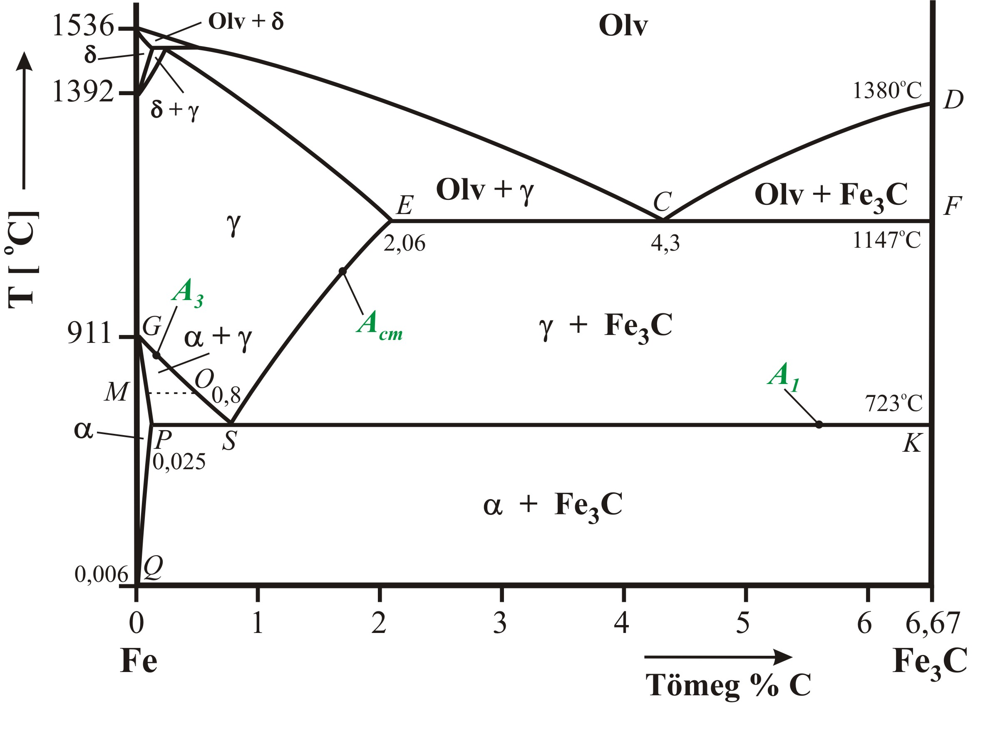 1536
Olv + δ
Olv
δ
1392
δ + γ
1380°C
D
T [ °C]
γ
E
Olv + γ
C
Olv + Fe₃C
F
2,06
4,3
1147°C
A₃
A_cm
911
G
α + γ
γ + Fe₃C
M
O
0,8
A₁
723°C
α
P
S
K
0,025
α + Fe₃C
0,006
Q
0 1 2 3 4 5 6 6,67
Fe
Fe₃C
Tömeg % C